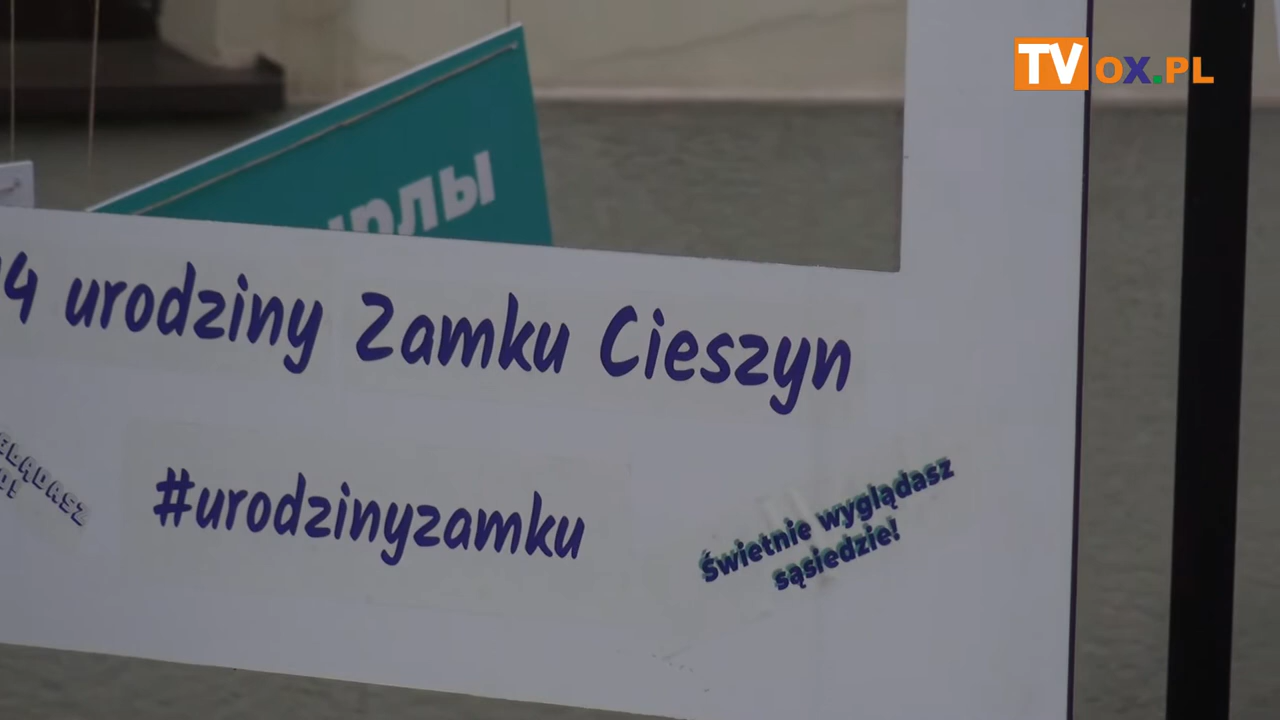 TVOX.PL
urodziny Zamku Cieszyn
#urodzinyzamku
Świetnie wyglądasz
sąsiedzie!